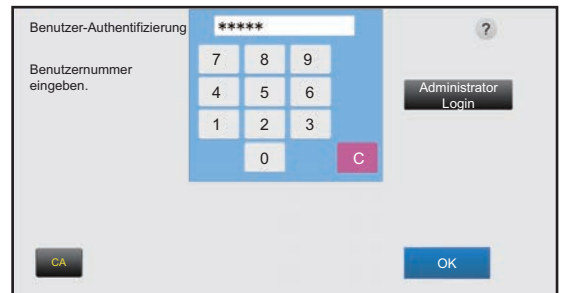 Benutzer-Authentifizierung
*****
?
Benutzernummer
eingeben.
7 8 9
4 5 6
1 2 3
0 C
Administrator
Login
CA
OK